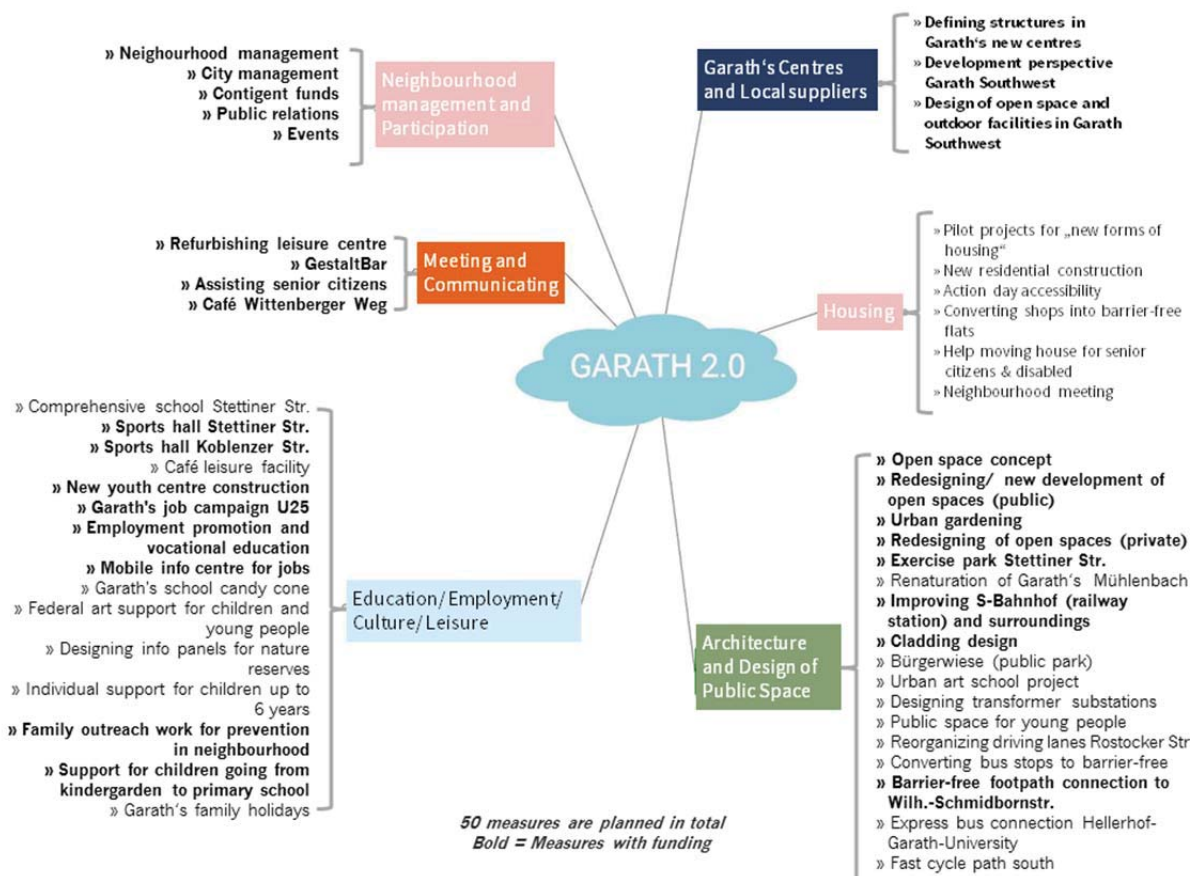 » Neighourhood management
» City management
» Contigent funds
» Public relations
» Events
Neighbourhood
management and
Participation
Garath‘s Centres
and Local suppliers
» Defining structures in
Garath‘s new centres
» Development perspective
Garath Southwest
» Design of open space and
outdoor facilities in Garath
Southwest
» Refurbishing leisure centre
» GestaltBar
» Assisting senior citizens
» Café Wittenberger Weg
Meeting and
Communicating
Housing
» Pilot projects for „new forms of
housing“
» New residential construction
» Action day accessibility
» Converting shops into barrier-free
flats
» Help moving house for senior
citizens & disabled
» Neighbourhood meeting
GARATH 2.0
» Comprehensive school Stettiner Str.
» Sports hall Stettiner Str.
» Sports hall Koblenzer Str.
» Café leisure facility
» New youth centre construction
» Garath's job campaign U25
» Employment promotion and
vocational education
» Mobile info centre for jobs
» Garath's school candy cone
» Federal art support for children and
young people
» Designing info panels for nature
reserves
» Individual support for children up to
6 years
» Family outreach work for prevention
in neighbourhood
» Support for children going from
kindergarden to primary school
» Garath‘s family holidays
Education/ Employment/
Culture/ Leisure
Architecture
and Design of
Public Space
» Open space concept
» Redesigning/ new development of
open spaces (public)
» Urban gardening
» Redesigning of open spaces (private)
» Exercise park Stettiner Str.
» Renaturation of Garath‘s Mühlenbach
» Improving S-Bahnhof (railway
station) and surroundings
» Cladding design
» Bürgerwiese (public park)
» Urban art school project
» Designing transformer substations
» Public space for young people
» Reorganizing driving lanes Rostocker Str
» Converting bus stops to barrier-free
» Barrier-free footpath connection to
Wilh.-Schmidbornstr.
» Express bus connection Hellerhof-
Garath-University
» Fast cycle path south
50 measures are planned in total
Bold = Measures with funding